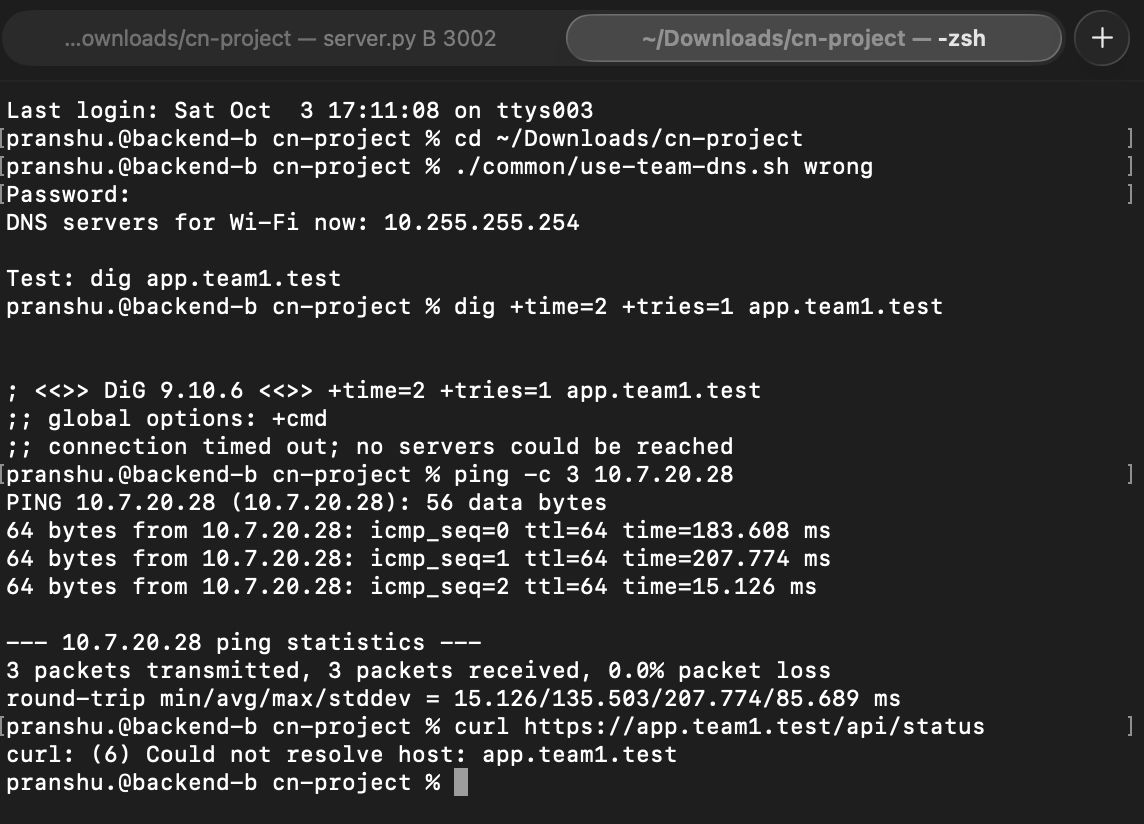 ...ownloads/cn-project — server.py B 3002
~/Downloads/cn-project — -zsh
+
Last login: Sat Oct  3 17:11:08 on ttys003
[pranshu.@backend-b cn-project % cd ~/Downloads/cn-project ]
[pranshu.@backend-b cn-project % ./common/use-team-dns.sh wrong ]
[Password: ]
DNS servers for Wi-Fi now: 10.255.255.254
Test: dig app.team1.test
pranshu.@backend-b cn-project % dig +time=2 +tries=1 app.team1.test
; <<>> DiG 9.10.6 <<>> +time=2 +tries=1 app.team1.test
;; global options: +cmd
;; connection timed out; no servers could be reached
[pranshu.@backend-b cn-project % ping -c 3 10.7.20.28 ]
PING 10.7.20.28 (10.7.20.28): 56 data bytes
64 bytes from 10.7.20.28: icmp_seq=0 ttl=64 time=183.608 ms
64 bytes from 10.7.20.28: icmp_seq=1 ttl=64 time=207.774 ms
64 bytes from 10.7.20.28: icmp_seq=2 ttl=64 time=15.126 ms
--- 10.7.20.28 ping statistics ---
3 packets transmitted, 3 packets received, 0.0% packet loss
round-trip min/avg/max/stddev = 15.126/135.503/207.774/85.689 ms
[pranshu.@backend-b cn-project % curl https://app.team1.test/api/status ]
curl: (6) Could not resolve host: app.team1.test
pranshu.@backend-b cn-project %